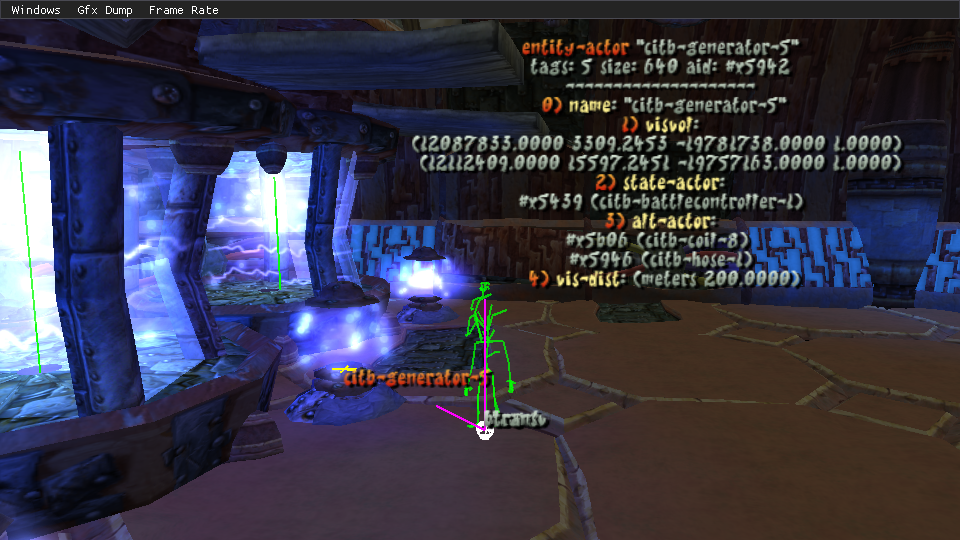 Windows Gfx Dump Frame Rate
entity-actor "citb-generator-5"
tags: 5 size: 640 aid: #x5942
--------------------
0) name: "citb-generator-5"
1) visvol:
(12087833.0000 3309.2453 -19781738.0000 1.0000)
(12112409.0000 15597.2451 -19757163.0000 1.0000)
2) state-actor:
#x5439 (citb-battlecontroller-1)
3) alt-actor:
#x5b06 (citb-coil-8)
#x5946 (citb-hose-1)
4) vis-dist: (meters 200.0000)
citb-generator-5